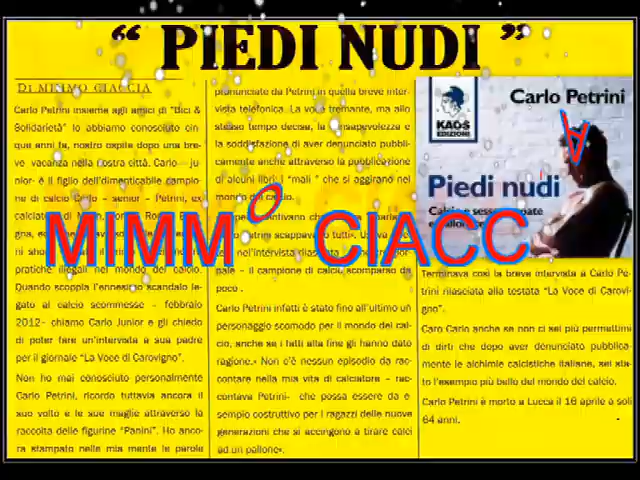 “ PIEDI NUDI ”
DI MIMMO CIACCIA
Carlo Petrini insieme agli amici di "Bici &
Solidarietà" lo abbiamo conosciuto cin
que anni fa, nostro ospite dopo una bre
ve vacanza nella nostra città. Carlo – ju
nior- è il figlio dell'indimenticabile campio
ne di calcio Carlo – senior – Petrini, ex
calciatore di
pratiche illegali nel mondo del calcio.
Quando scoppia l'ennesimo scandalo le
gato al calcio scommesse – febbraio
2012– chiamo Carlo Junior e gli chiedo
di poter fare un'intervista a sua padre
per il giornale "La Voce di Carovigno".
Non ho mai conosciuto personalmente
Carlo Petrini, ricordo tuttavia ancora il
suo volto e le sue maglie attraverso la
raccolta delle figurine "Panini". Ho anco
ra stampato nella mia mente le parole
pronunciate da Petrini in quella breve inter
vista telefonica. La voce tremante, ma allo
stesso tempo decisa, la consapevolezza e
la soddisfazione di aver denunciato pubbli
camente anche attraverso la pubblicazione
di alcuni libri, i "mali " che si aggirano nel
mondo del calcio.
scappavano tutti».
nell'intervista rilasciata
– il campione di calcio, scomparso da
poco .
Carlo Petrini infatti è stato fino all'ultimo un
personaggio scomodo per il mondo del cal
cio, anche se i fatti alla fine gli hanno dato
ragione.« Non c'è nessun episodio da rac
contare nella mia vita di calciatore – rac
contava Petrini- che possa essere da e
sempio costruttivo per i ragazzi delle nuove
generazioni che si accingono a tirare calci
ad un pallone».
KAOS
EDIZIONI
Carlo Petrini
Piedi nudi
MIMMO CIACCA
Terminava così la breve intervista a Carlo Pe
trini rilasciata alla testata "La Voce di Carovi
gno".
Caro Carlo anche se non ci sei più permettimi
di dirti che dopo aver denunciato pubblica
mente le alchimie calcistiche italiane, sei sta
to l'esempio più bello del mondo del calcio.
Carlo Petrini è morto a Lucca il 16 aprile a soli
64 anni.